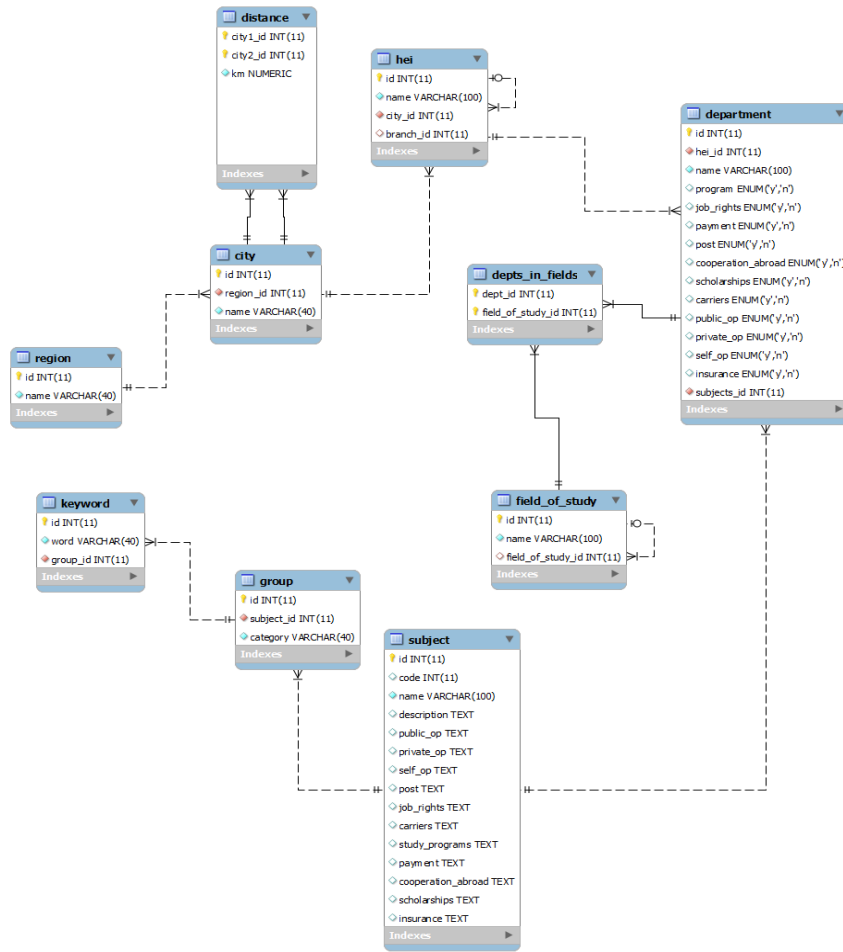 distance
city1_id INT(11)
city2_id INT(11)
km NUMERIC
Indexes
hei
id INT(11)
name VARCHAR(100)
city_id INT(11)
branch_id INT(11)
Indexes
department
id INT(11)
hei_id INT(11)
name VARCHAR(100)
program ENUM('y','n')
job_rights ENUM('y','n')
payment ENUM('y','n')
post ENUM('y','n')
cooperation_abroad ENUM('y','n')
scholarships ENUM('y','n')
carriers ENUM('y','n')
public_op ENUM('y','n')
private_op ENUM('y','n')
self_op ENUM('y','n')
insurance ENUM('y','n')
subjects_id INT(11)
Indexes
city
id INT(11)
region_id INT(11)
name VARCHAR(40)
Indexes
depts_in_fields
dept_id INT(11)
field_of_study_id INT(11)
Indexes
region
id INT(11)
name VARCHAR(40)
Indexes
keyword
id INT(11)
word VARCHAR(40)
group_id INT(11)
Indexes
field_of_study
id INT(11)
name VARCHAR(100)
field_of_study_id INT(11)
Indexes
group
id INT(11)
subject_id INT(11)
category VARCHAR(40)
Indexes
subject
id INT(11)
code INT(11)
name VARCHAR(100)
description TEXT
public_op TEXT
private_op TEXT
self_op TEXT
post TEXT
job_rights TEXT
carriers TEXT
study_programs TEXT
payment TEXT
cooperation_abroad TEXT
scholarships TEXT
insurance TEXT
Indexes